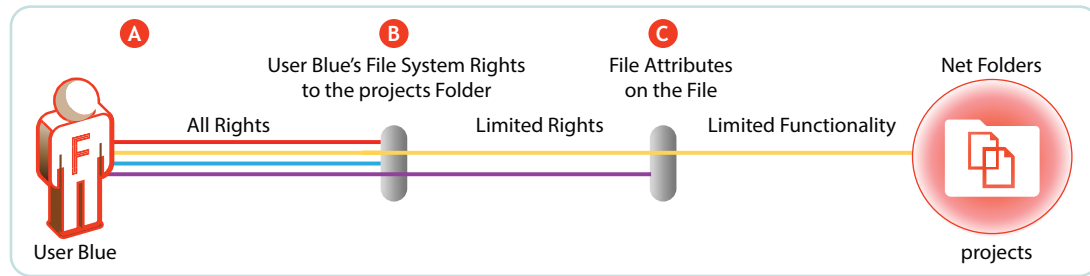 A
B
C
User Blue's File System Rights
to the projects Folder
File Attributes
on the File
Net Folders
All Rights
Limited Rights
Limited Functionality
F
User Blue
projects